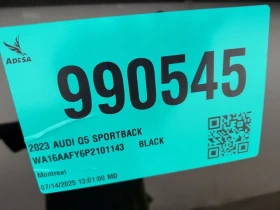 ADESA
990545
2023 AUDI Q5 SPORTBACK
WA16AAFY6P2101143 BLACK
Montreal
07/14/2025 13:01:00 MD